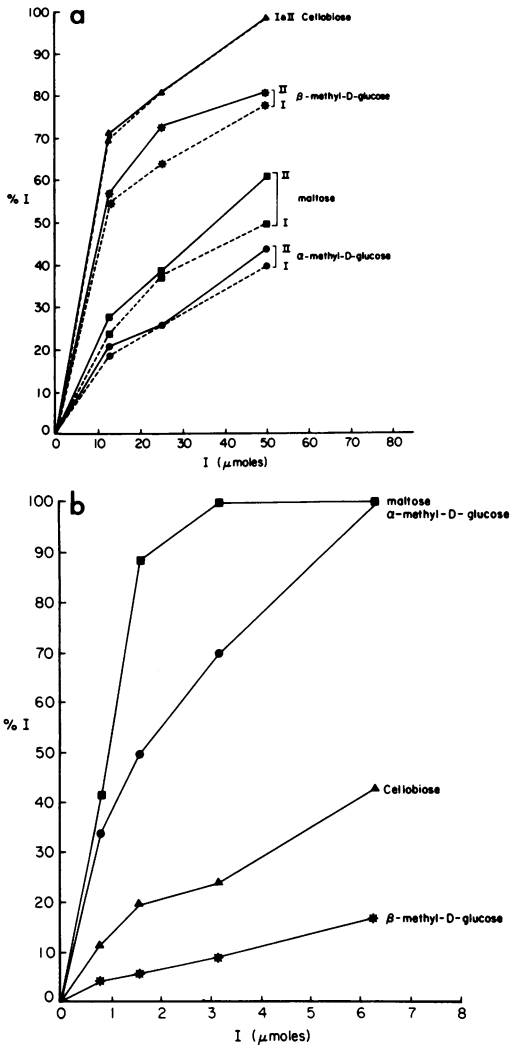 a
100
90
80
70
60
50
40
30
20
10
0
% I
I&II Cellobiose
II
I
β-methyl-D-glucose
II
I
maltose
II
I
α-methyl-D-glucose
0 10 20 30 40 50 60 70 80
I (μmoles)
b
100
90
80
70
60
50
40
30
20
10
0
% I
maltose
α-methyl-D-glucose
Cellobiose
β-methyl-D-glucose
0 1 2 3 4 5 6 7 8
I (μmoles)